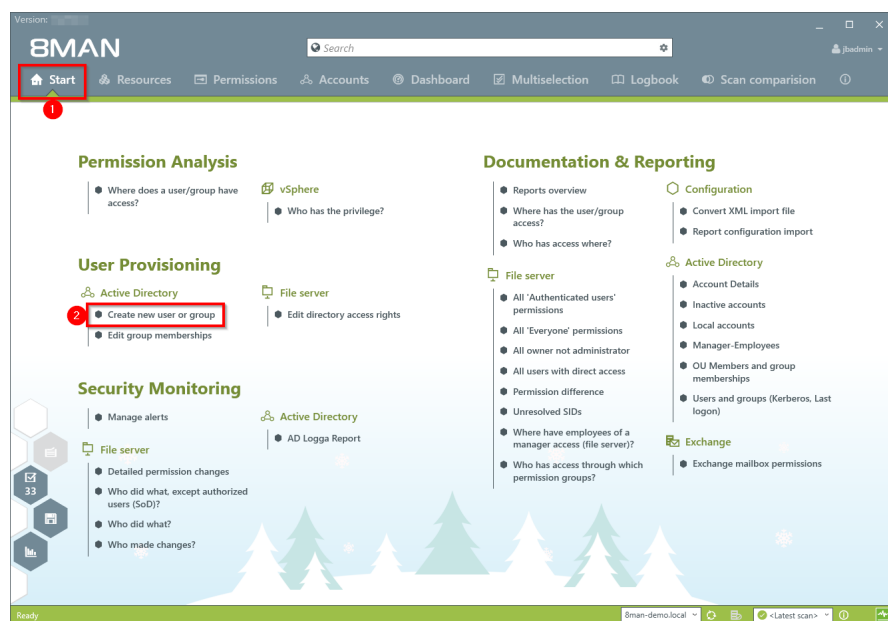 Version:
8MAN
Search
jbadmin
Start
Resources
Permissions
Accounts
Dashboard
Multiselection
Logbook
Scan comparision
1
Permission Analysis
Where does a user/group have
access?
vSphere
Who has the privilege?
User Provisioning
Active Directory
2
Create new user or group
Edit group memberships
File server
Edit directory access rights
Security Monitoring
Manage alerts
File server
Detailed permission changes
Who did what, except authorized
users (SoD)?
Who did what?
Who made changes?
Active Directory
AD Logga Report
33
Documentation & Reporting
Reports overview
Where has the user/group
access?
Who has access where?
File server
All 'Authenticated users'
permissions
All 'Everyone' permissions
All owner not administrator
All users with direct access
Permission difference
Unresolved SIDs
Where have employees of a
manager access (file server)?
Who has access through which
permission groups?
Configuration
Convert XML import file
Report configuration import
Active Directory
Account Details
Inactive accounts
Local accounts
Manager-Employees
OU Members and group
memberships
Users and groups (Kerberos, Last
logon)
Exchange
Exchange mailbox permissions
Ready
8man-demo.local
<Latest scan>